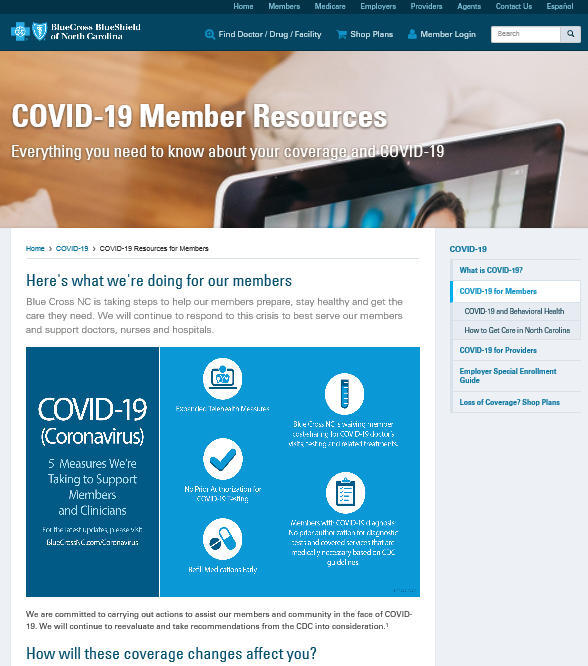 Home Members Medicare Employers Providers Agents Contact Us Español
BlueCross BlueShield
of North Carolina
Find Doctor / Drug / Facility Shop Plans Member Login Search
COVID-19 Member Resources
Everything you need to know about your coverage and COVID-19
Home > COVID-19 > COVID-19 Resources for Members
Here's what we're doing for our members
Blue Cross NC is taking steps to help our members prepare, stay healthy and get the
care they need. We will continue to respond to this crisis to best serve our members
and support doctors, nurses and hospitals.
COVID-19
(Coronavirus)
5 Measures We're
Taking to Support
Members
and Clinicians
For the latest updates, please visit
BlueCrossNC.com/Coronavirus
Expanded Telehealth Measures
No Prior Authorization for
COVID-19 Testing
Refill Medications Early
Blue Cross NC is waiving member
cost-sharing for COVID-19 doctor's
visits, testing and related treatments.
Members with COVID-19 diagnosis:
No prior authorization for diagnostic
tests and covered services that are
medically necessary based on CDC
guidelines.
We are committed to carrying out actions to assist our members and community in the face of COVID-
19. We will continue to reevaluate and take recommendations from the CDC into consideration.¹
How will these coverage changes affect you?
COVID-19
What is COVID-19?
COVID-19 for Members
COVID-19 and Behavioral Health
How to Get Care in North Carolina
COVID-19 for Providers
Employer Special Enrollment
Guide
Loss of Coverage? Shop Plans